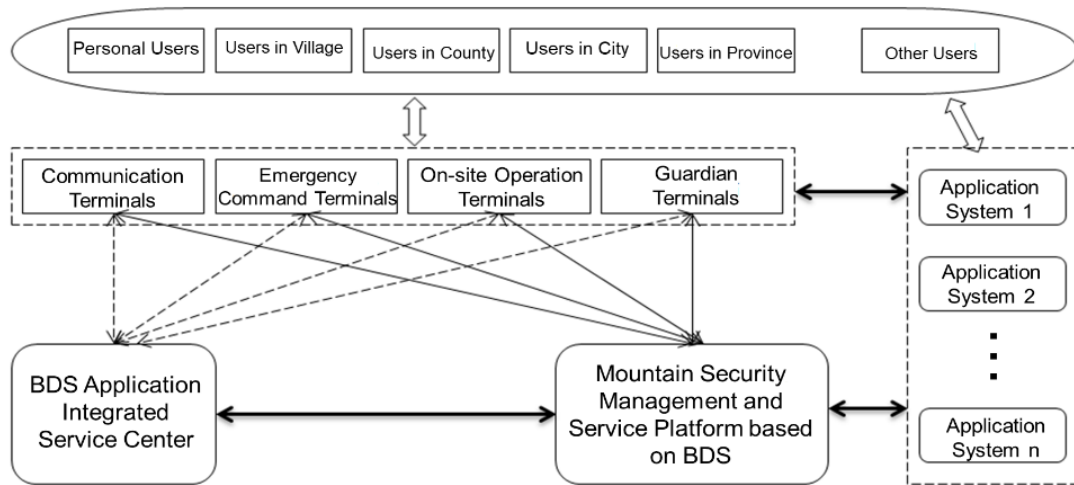 Personal Users
Users in Village
Users in County
Users in City
Users in Province
Other Users
Communication
Terminals
Emergency
Command Terminals
On-site Operation
Terminals
Guardian
Terminals
Application
System 1
Application
System 2
BDS Application
Integrated
Service Center
Mountain Security
Management and
Service Platform based
on BDS
Application
System n